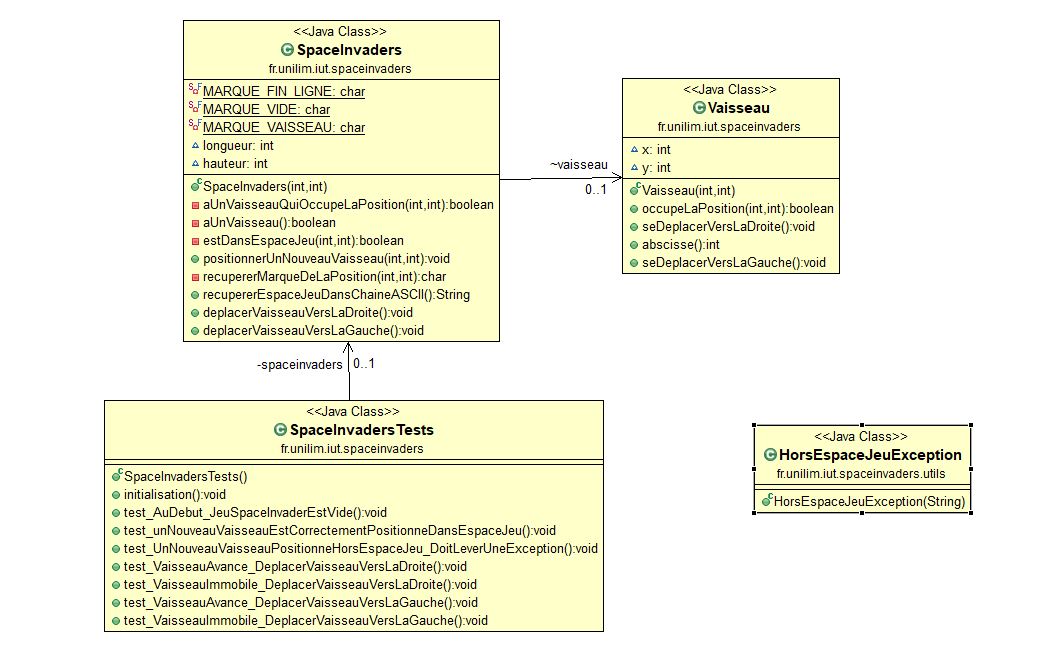 <<Java Class>>
SpaceInvaders
fr.unilim.iut.spaceinvaders
MARQUE_FIN_LIGNE: char
MARQUE_VIDE: char
MARQUE_VAISSEAU: char
longueur: int
hauteur: int
SpaceInvaders(int,int)
aUnVaisseauQuiOccupeLaPosition(int,int):boolean
aUnVaisseau():boolean
estDansEspaceJeu(int,int):boolean
positionnerUnNouveauVaisseau(int,int):void
recupererMarqueDeLaPosition(int,int):char
recupererEspaceJeuDansChaineASCII():String
deplacerVaisseauVersLaDroite():void
deplacerVaisseauVersLaGauche():void
~vaisseau
0..1
<<Java Class>>
Vaisseau
fr.unilim.iut.spaceinvaders
x: int
y: int
Vaisseau(int,int)
occupeLaPosition(int,int):boolean
seDeplacerVersLaDroite():void
abscisse():int
seDeplacerVersLaGauche():void
-spaceinvaders
0..1
<<Java Class>>
SpaceInvadersTests
fr.unilim.iut.spaceinvaders
SpaceInvadersTests()
initialisation():void
test_AuDebut_JeuSpaceInvaderEstVide():void
test_unNouveauVaisseauEstCorrectementPositionneDansEspaceJeu():void
test_UnNouveauVaisseauPositionneHorsEspaceJeu_DoitLeverUneException():void
test_VaisseauAvance_DeplacerVaisseauVersLaDroite():void
test_VaisseauImmobile_DeplacerVaisseauVersLaDroite():void
test_VaisseauAvance_DeplacerVaisseauVersLaGauche():void
test_VaisseauImmobile_DeplacerVaisseauVersLaGauche():void
<<Java Class>>
HorsEspaceJeuException
fr.unilim.iut.spaceinvaders.utils
HorsEspaceJeuException(String)